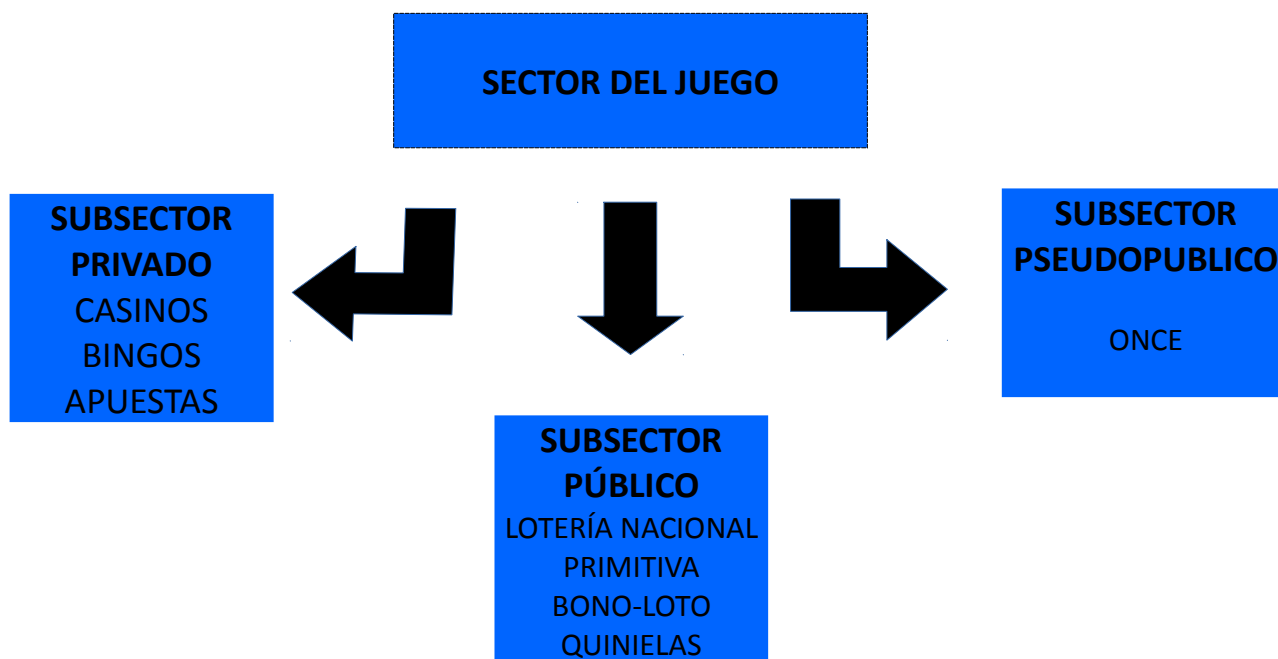 SECTOR DEL JUEGO
SUBSECTOR
PRIVADO
CASINOS
BINGOS
APUESTAS
SUBSECTOR
PÚBLICO
LOTERÍA NACIONAL
PRIMITIVA
BONO-LOTO
QUINIELAS
SUBSECTOR
PSEUDOPUBLICO
ONCE